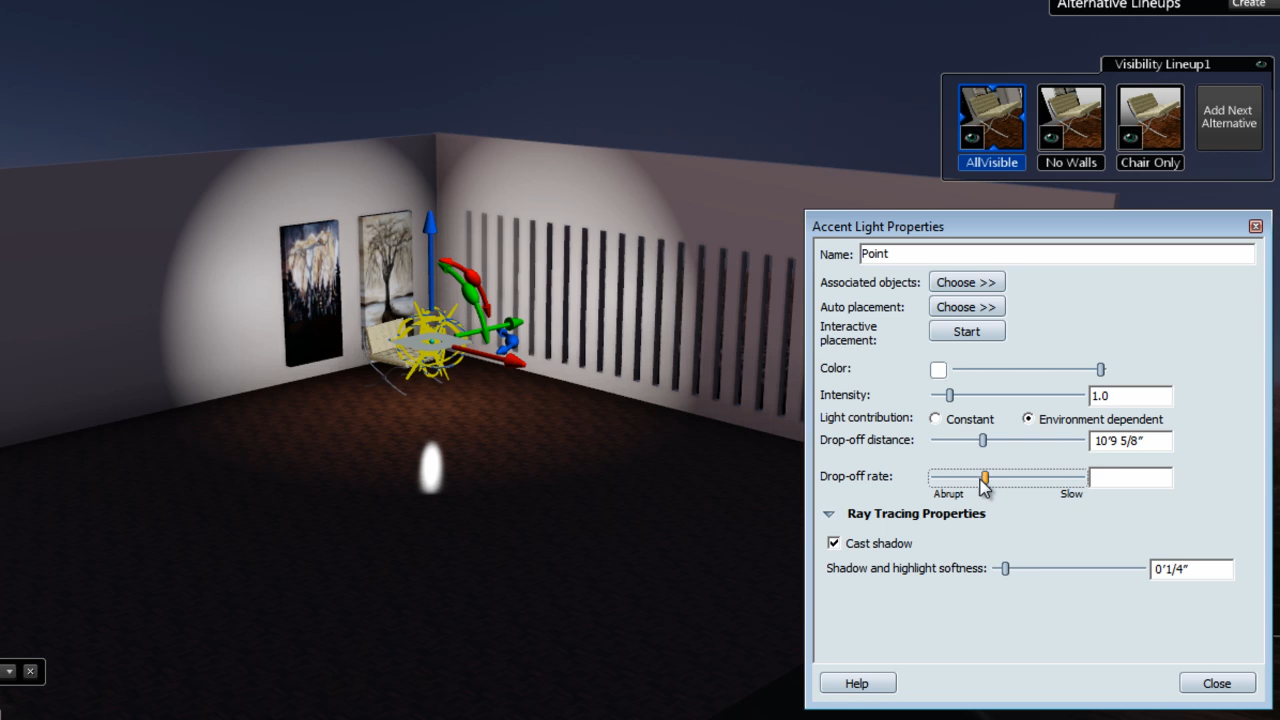 Alternative Lineups
Create
Visibility Lineup1
AllVisible
No Walls
Chair Only
Add Next
Alternative
Accent Light Properties
Name: Point
Associated objects: Choose >>
Auto placement: Choose >>
Interactive
placement: Start
Color:
Intensity: 1.0
Light contribution: Constant Environment dependent
Drop-off distance: 10'9 5/8"
Drop-off rate:
Abrupt Slow
Ray Tracing Properties
Cast shadow
Shadow and highlight softness: 0'1/4"
Help Close